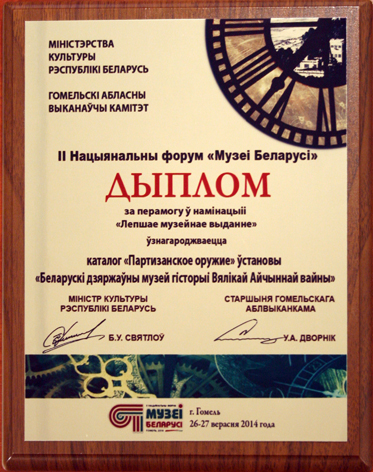 МІНІСТЭРСТВА
КУЛЬТУРЫ
РЭСПУБЛІКІ БЕЛАРУСЬ
ГОМЕЛЬСКІ АБЛАСНЫ
ВЫКАНАЎЧЫ КАМІТЭТ
ІІ Нацыянальны форум «Музеі Беларусі»
ДЫПЛОМ
за перамогу ў намінацыіі
«Лепшае музейнае выданне»
ўзнагароджваецца
каталог «Партизанское оружие» ўстановы
«Беларускі дзяржаўны музей гісторыі Вялікай Айчыннай вайны»
МІНІСТР КУЛЬТУРЫ
РЭСПУБЛІКІ БЕЛАРУСЬ
Б.У. СВЯТЛОЎ
СТАРШЫНЯ ГОМЕЛЬСКАГА
АБЛВЫКАНКАМА
У.А. ДВОРНІК
МУЗЕІ
БЕЛАРУСІ
г. Гомель
26-27 верасня 2014 года